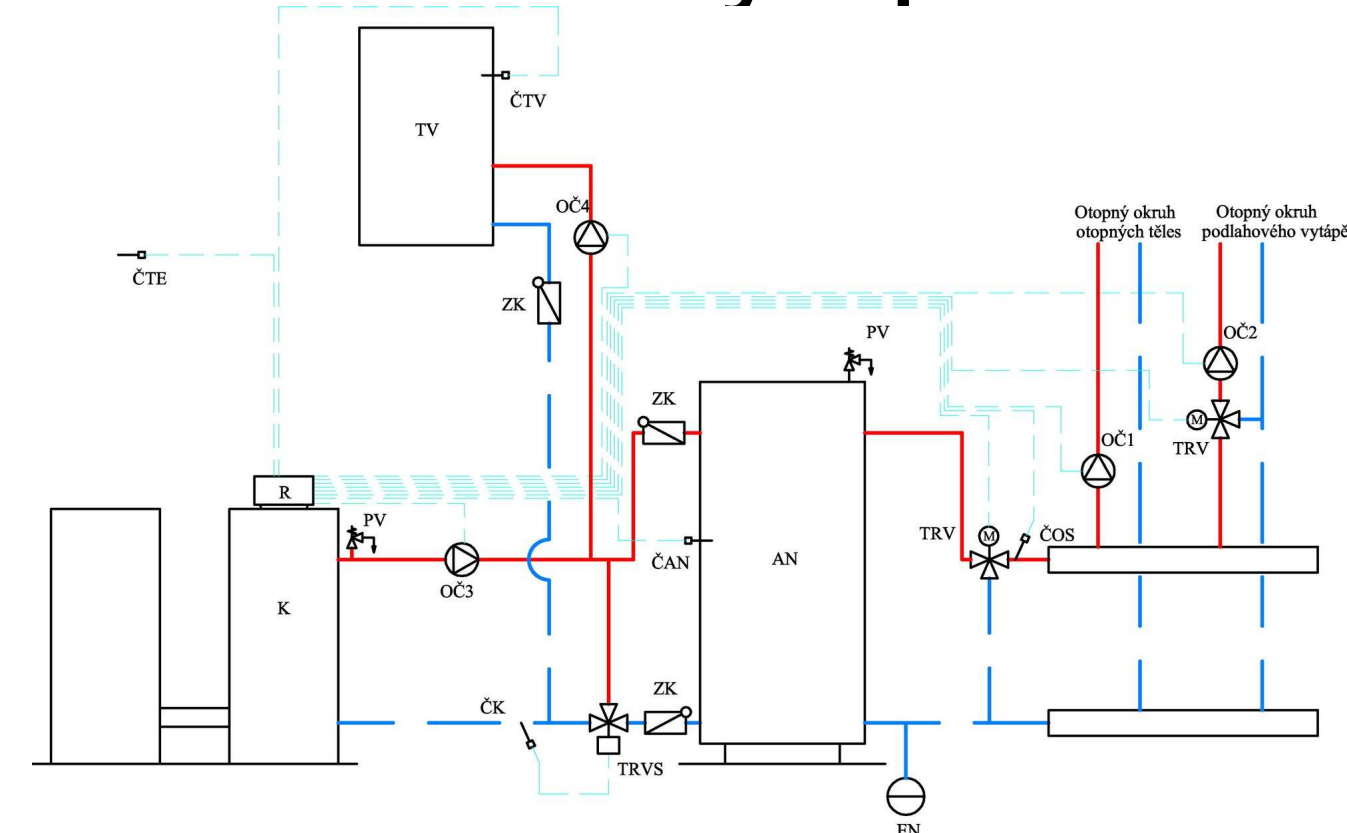 ČTV
TV
OČ4
Otopný okruh
otopných těles
Otopný okruh
podlahového vytápě
ČTE
ZK
PV
OČ2
ZK
M
TRV
OČ1
R
PV
TRV
M
ČOS
OČ3
ČAN
AN
K
ČK
ZK
TRVS
EN